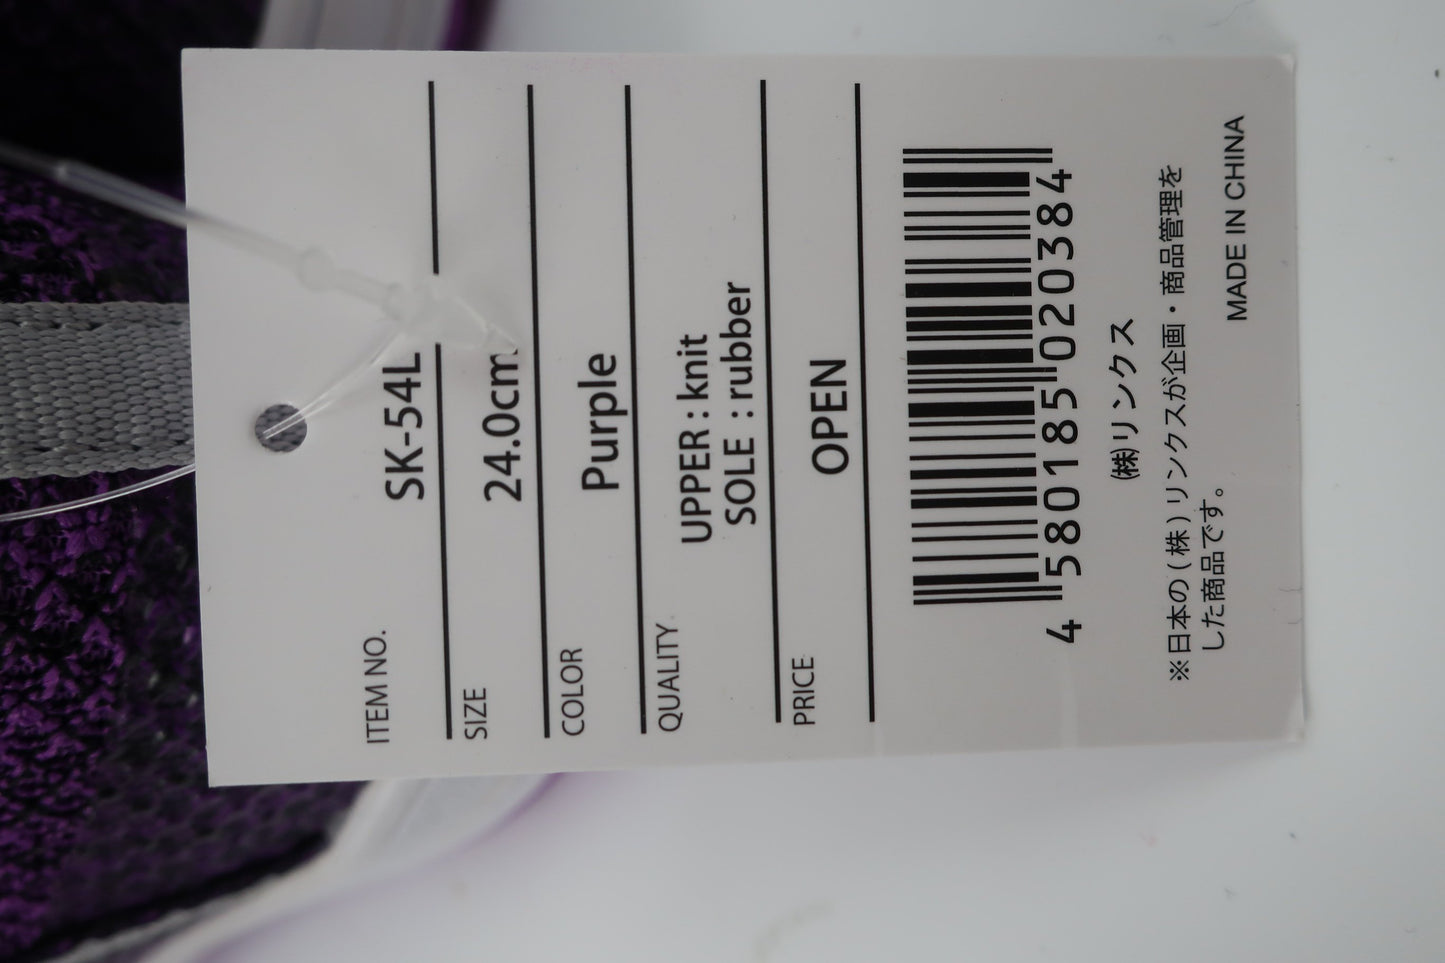 ITEM NO.
SK-54L
SIZE
24.0cm
COLOR
Purple
QUALITY
UPPER : knit
SOLE : rubber
PRICE
OPEN
4 580185 020384
㈱リンクス
※日本の(株)リンクスが企画・商品管理を
した商品です。
MADE IN CHINA